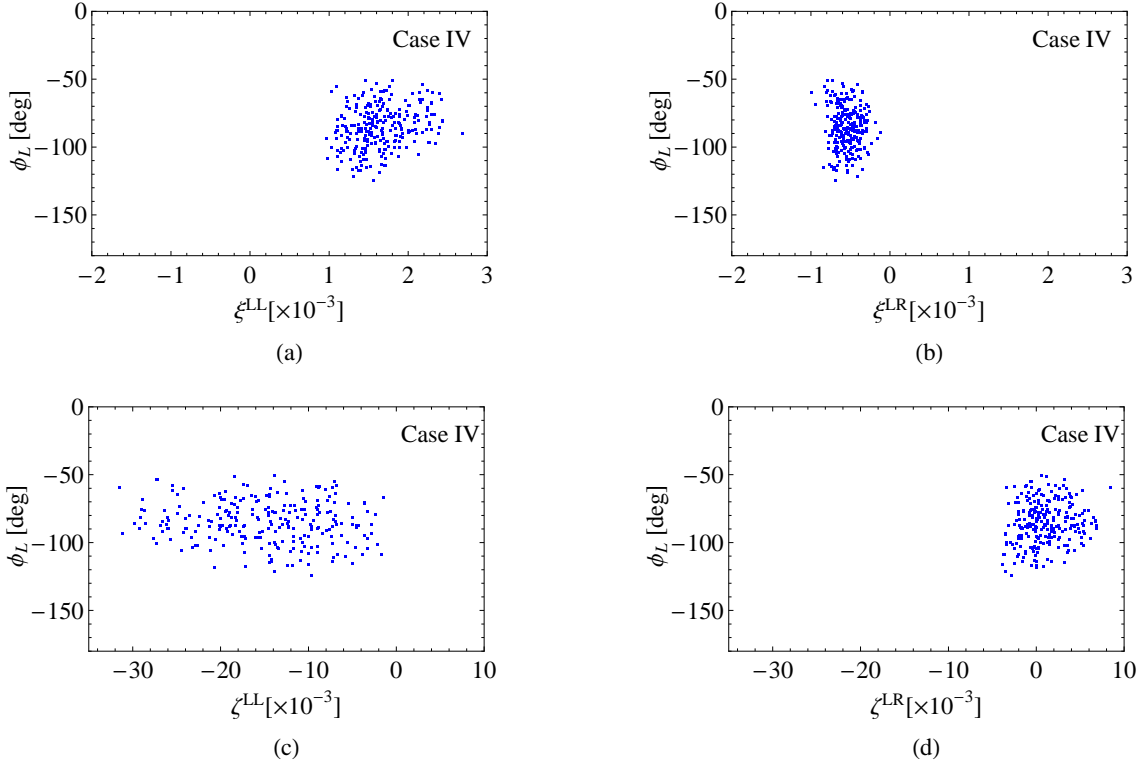 0
−50
−100
−150
ϕL [deg]
Case IV
−2 −1 0 1 2 3
ξLL[×10−3]
(a)
0
−50
−100
−150
ϕL [deg]
Case IV
−2 −1 0 1 2 3
ξLR[×10−3]
(b)
0
−50
−100
−150
ϕL [deg]
Case IV
−30 −20 −10 0 10
ζLL[×10−3]
(c)
0
−50
−100
−150
ϕL [deg]
Case IV
−30 −20 −10 0 10
ζLR[×10−3]
(d)